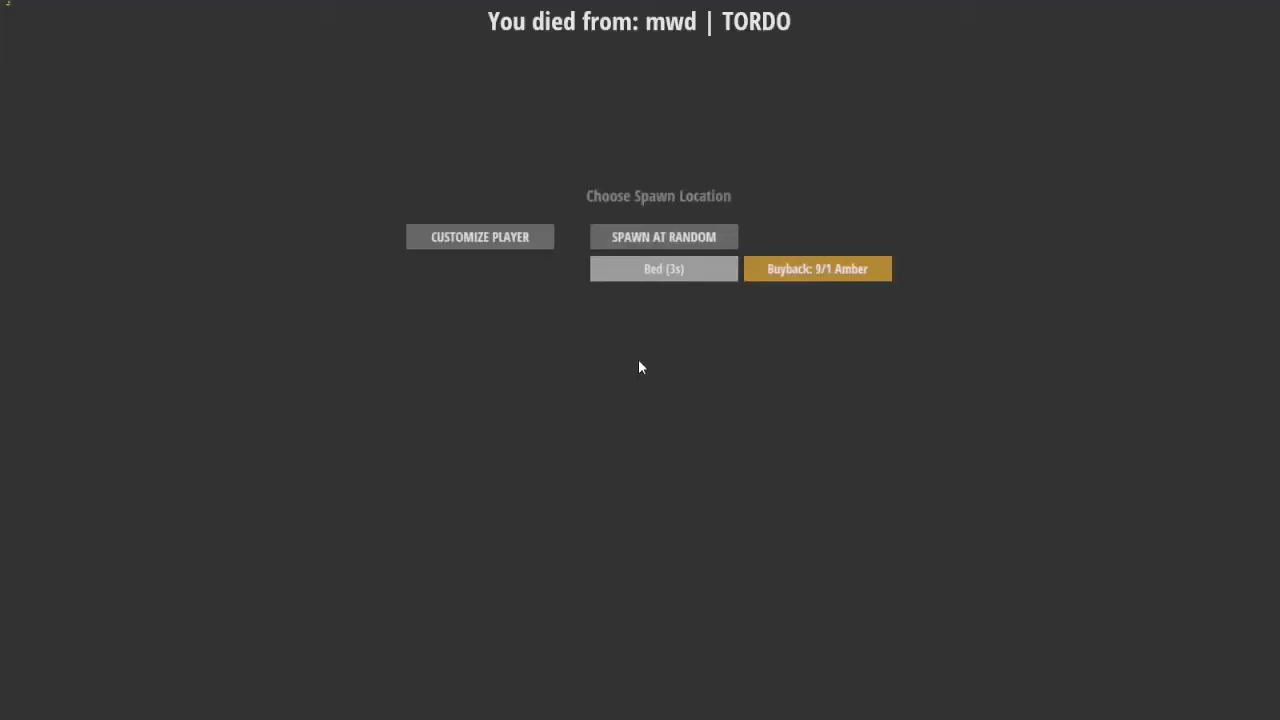 You died from: mwd | TORDO
Choose Spawn Location
CUSTOMIZE PLAYER
SPAWN AT RANDOM
Bed (3s)
Buyback: 9/1 Amber